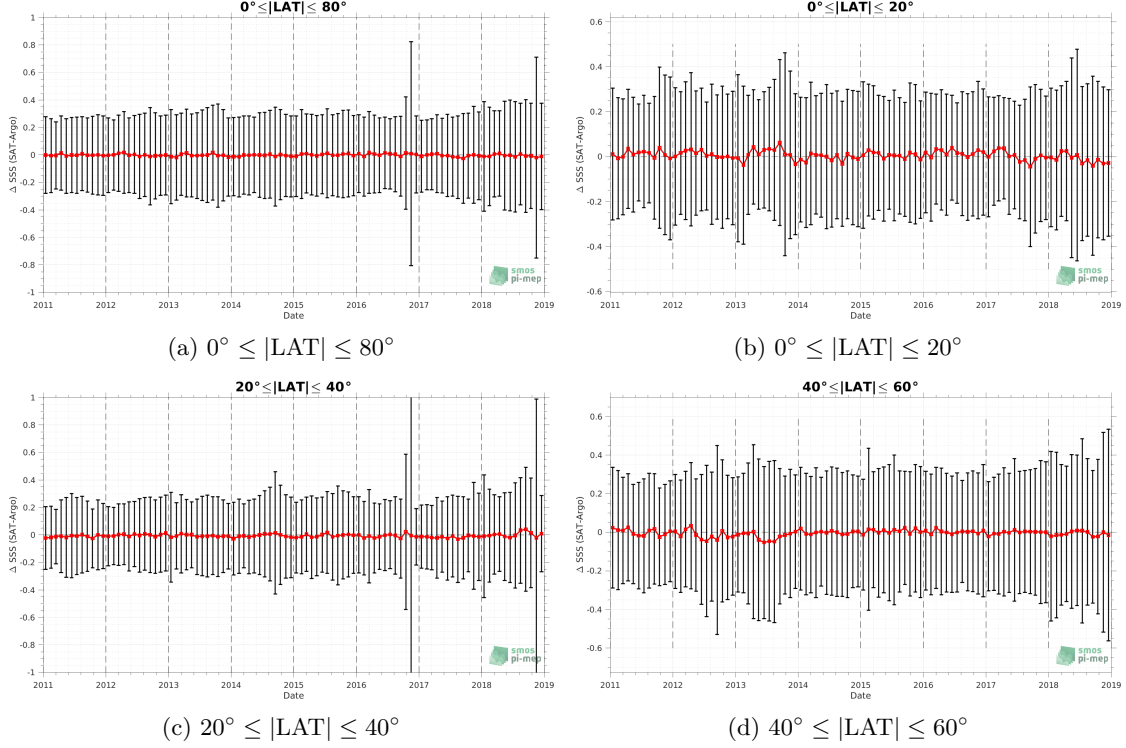 0°≤|LAT|≤ 80°
Δ SSS (SAT-Argo)
1
0.8
0.6
0.4
0.2
0
-0.2
-0.4
-0.6
-0.8
-1
2011 2012 2013 2014 2015 2016 2017 2018 2019
Date
smos
pi-mep
(a) 0° ≤ |LAT| ≤ 80°
0°≤|LAT|≤ 20°
Δ SSS (SAT-Argo)
0.6
0.4
0.2
0
-0.2
-0.4
-0.6
2011 2012 2013 2014 2015 2016 2017 2018 2019
Date
smos
pi-mep
(b) 0° ≤ |LAT| ≤ 20°
20°≤|LAT|≤ 40°
Δ SSS (SAT-Argo)
1
0.8
0.6
0.4
0.2
0
-0.2
-0.4
-0.6
-0.8
-1
2011 2012 2013 2014 2015 2016 2017 2018 2019
Date
smos
pi-mep
(c) 20° ≤ |LAT| ≤ 40°
40°≤|LAT|≤ 60°
Δ SSS (SAT-Argo)
0.6
0.4
0.2
0
-0.2
-0.4
-0.6
2011 2012 2013 2014 2015 2016 2017 2018 2019
Date
smos
pi-mep
(d) 40° ≤ |LAT| ≤ 60°